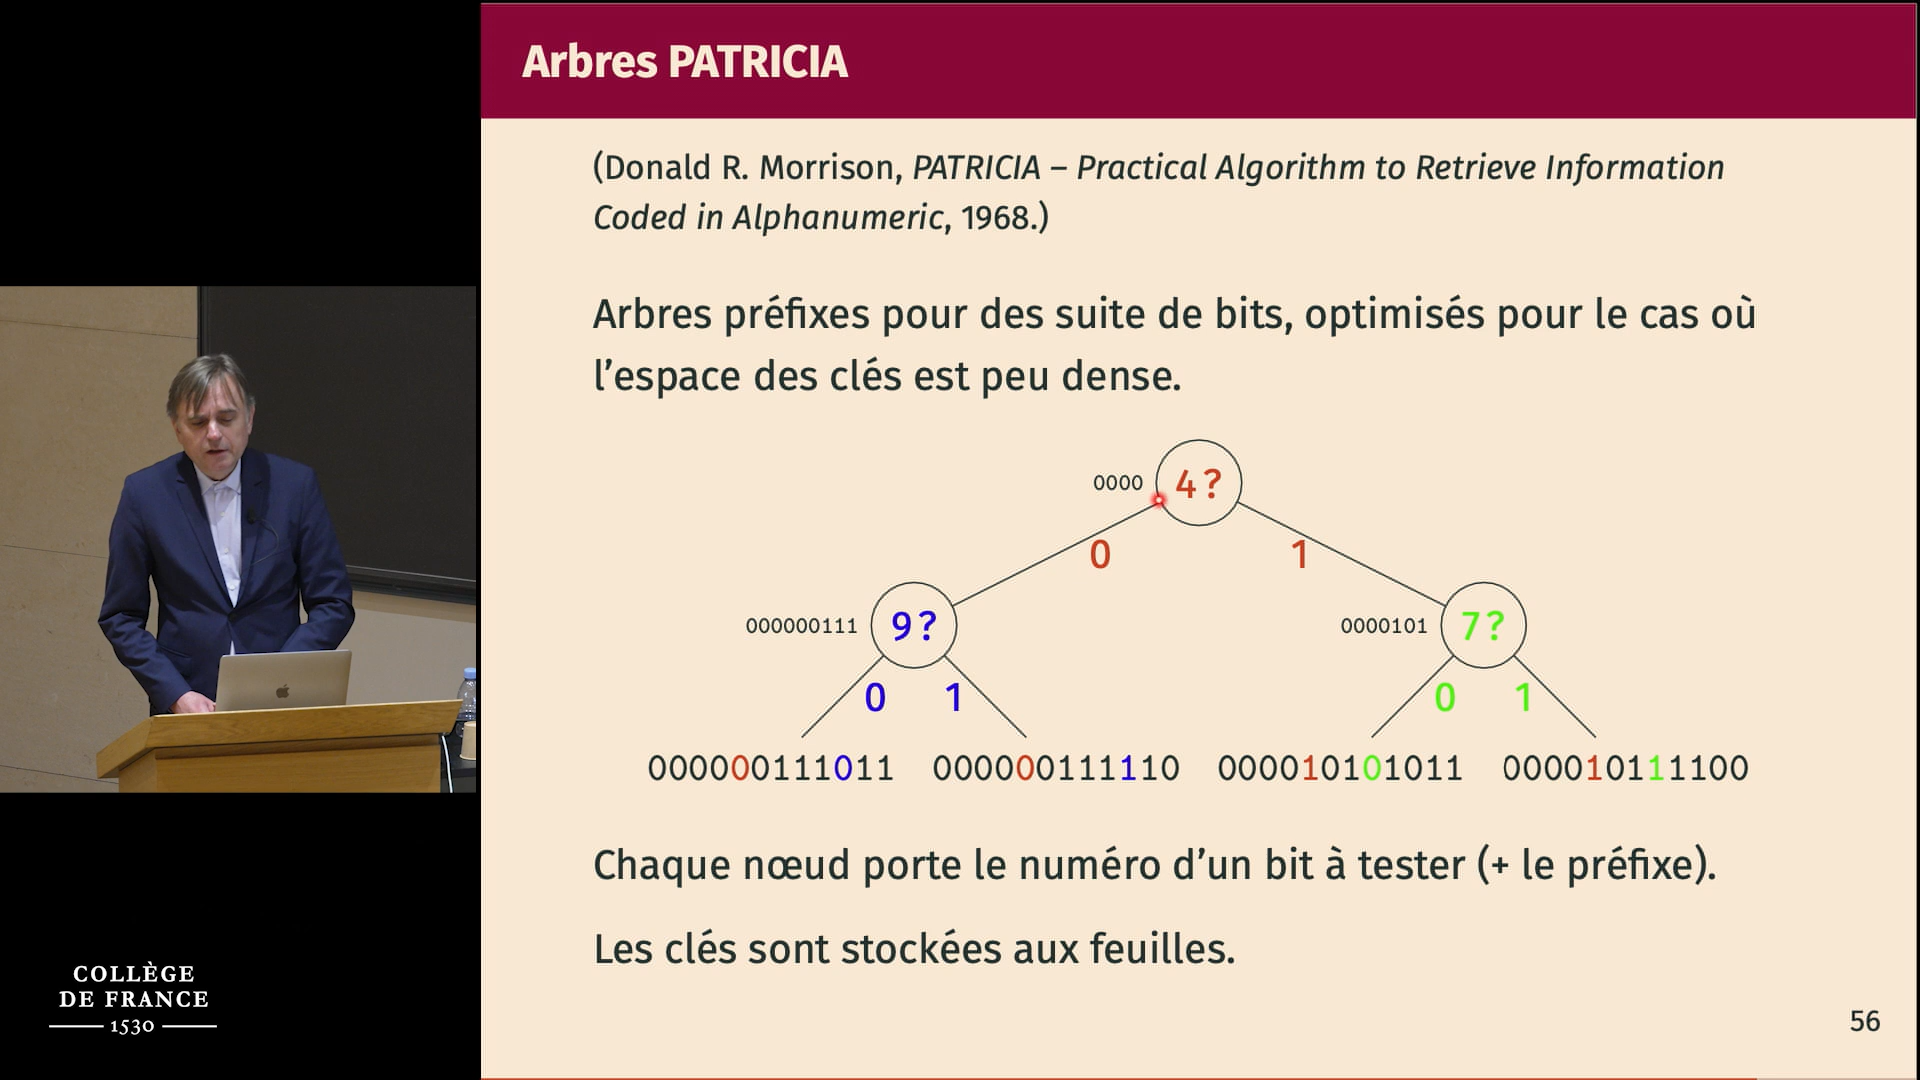 Arbres PATRICIA
(Donald R. Morrison, PATRICIA – Practical Algorithm to Retrieve Information
Coded in Alphanumeric, 1968.)
Arbres préfixes pour des suite de bits, optimisés pour le cas où
l’espace des clés est peu dense.
0000 4?
0 1
000000111 9? 0000101 7?
0 1 0 1
0000000111011 0000000111110 000010101011 0000101111100
Chaque nœud porte le numéro d’un bit à tester (+ le préfixe).
Les clés sont stockées aux feuilles.
56
COLLÈGE
DE FRANCE
1530